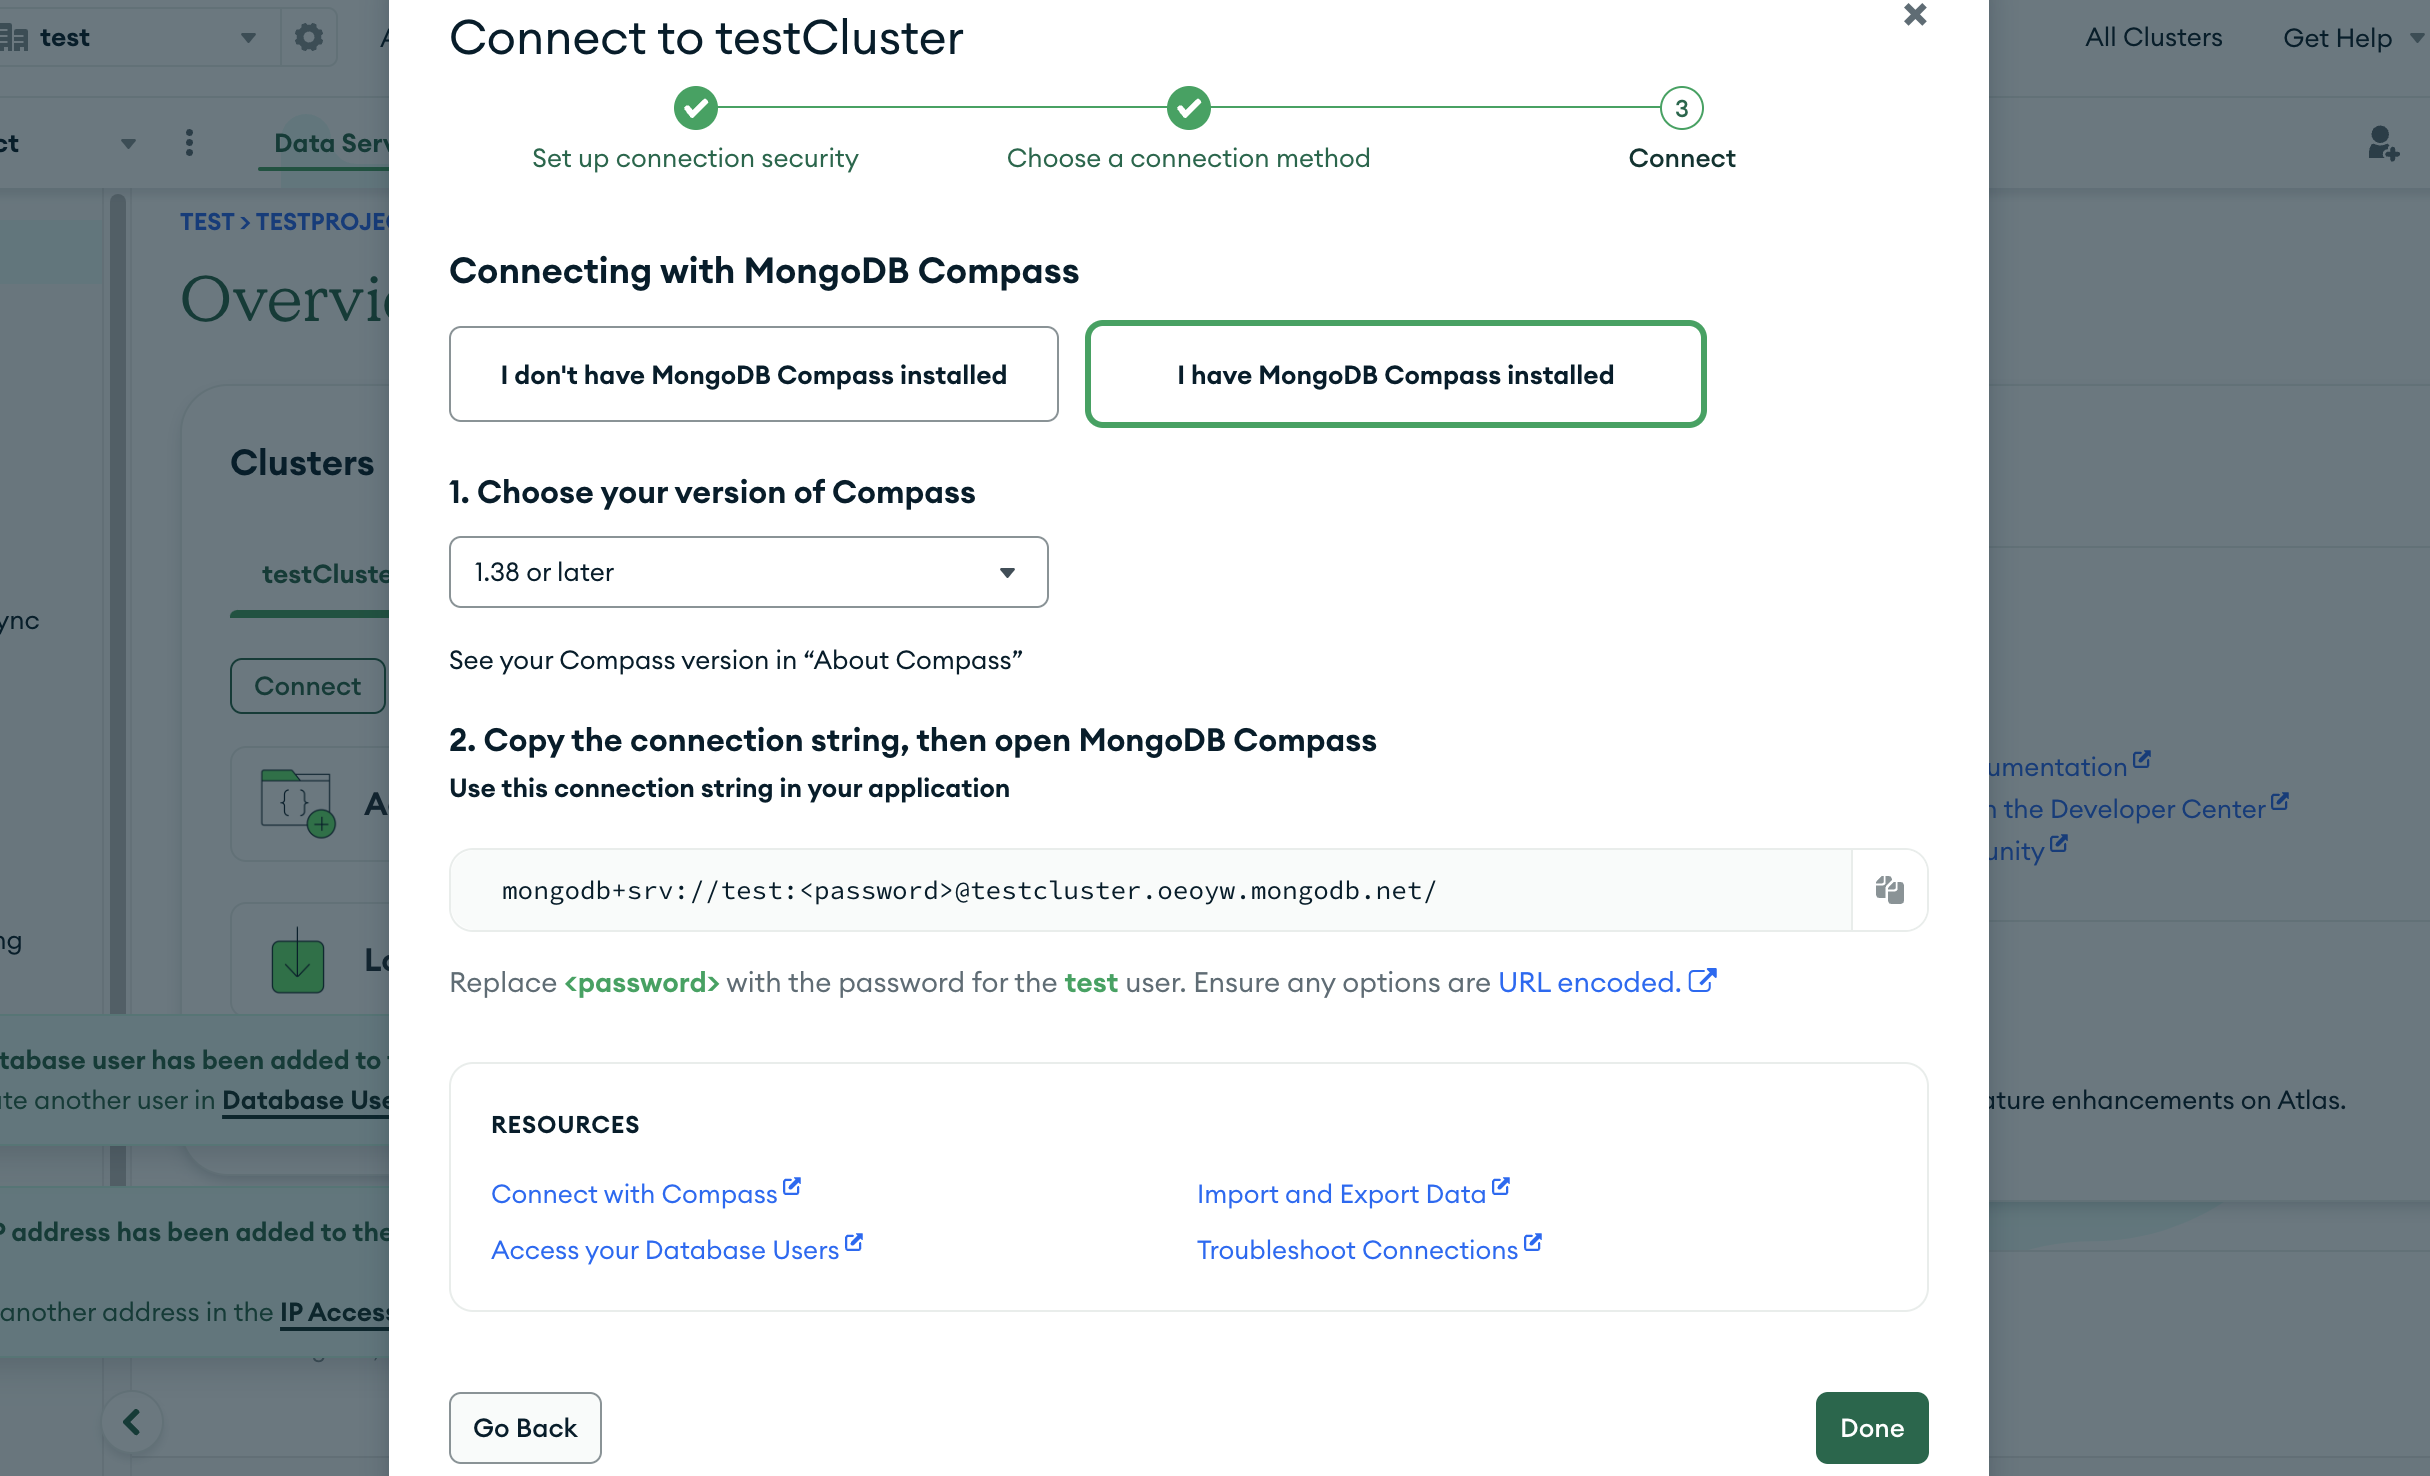 test
All Clusters
Get Help
Connect to testCluster
3
Set up connection security
Choose a connection method
Connect
Data Serv
TEST > TESTPROJEC
Overvi
Connecting with MongoDB Compass
I don't have MongoDB Compass installed
I have MongoDB Compass installed
Clusters
1. Choose your version of Compass
testCluste
1.38 or later
See your Compass version in “About Compass”
Connect
2. Copy the connection string, then open MongoDB Compass
Use this connection string in your application
umentation
the Developer Center
unity
mongodb+srv://test:<password>@testcluster.oeoyw.mongodb.net/
ng
Replace <password> with the password for the test user. Ensure any options are URL encoded.
tabase user has been added to
te another user in Database Use
ature enhancements on Atlas.
RESOURCES
Connect with Compass
Import and Export Data
Access your Database Users
Troubleshoot Connections
P address has been added to the
another address in the IP Access
Go Back
Done